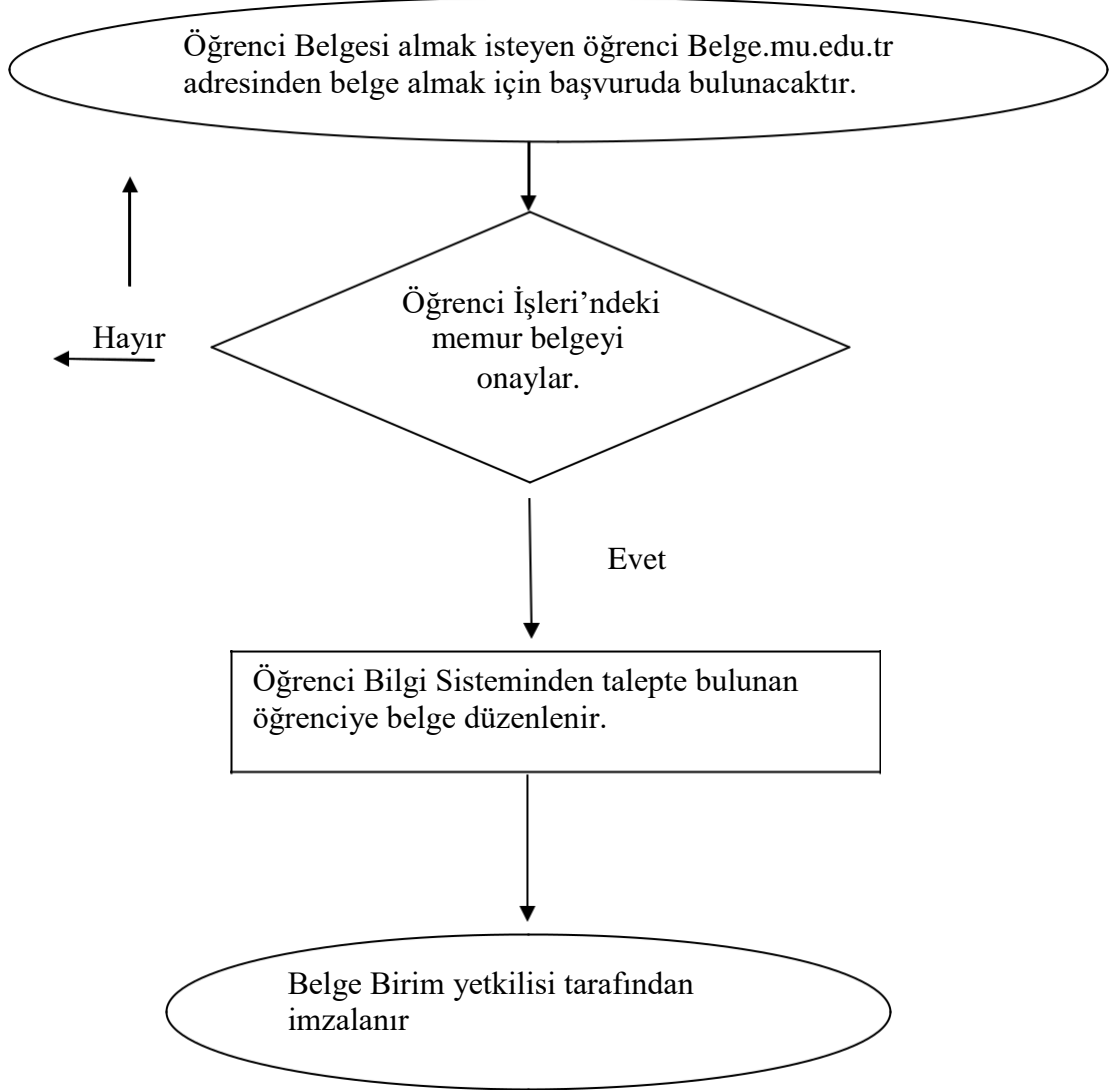 Öğrenci Belgesi almak isteyen öğrenci Belge.mu.edu.tr
adresinden belge almak için başvuruda bulunacaktır.
Öğrenci İşleri’ndeki
memur belgeyi
onaylar.
Hayır
Evet
Öğrenci Bilgi Sisteminden talepte bulunan
öğrenciye belge düzenlenir.
Belge Birim yetkilisi tarafından
imzalanır